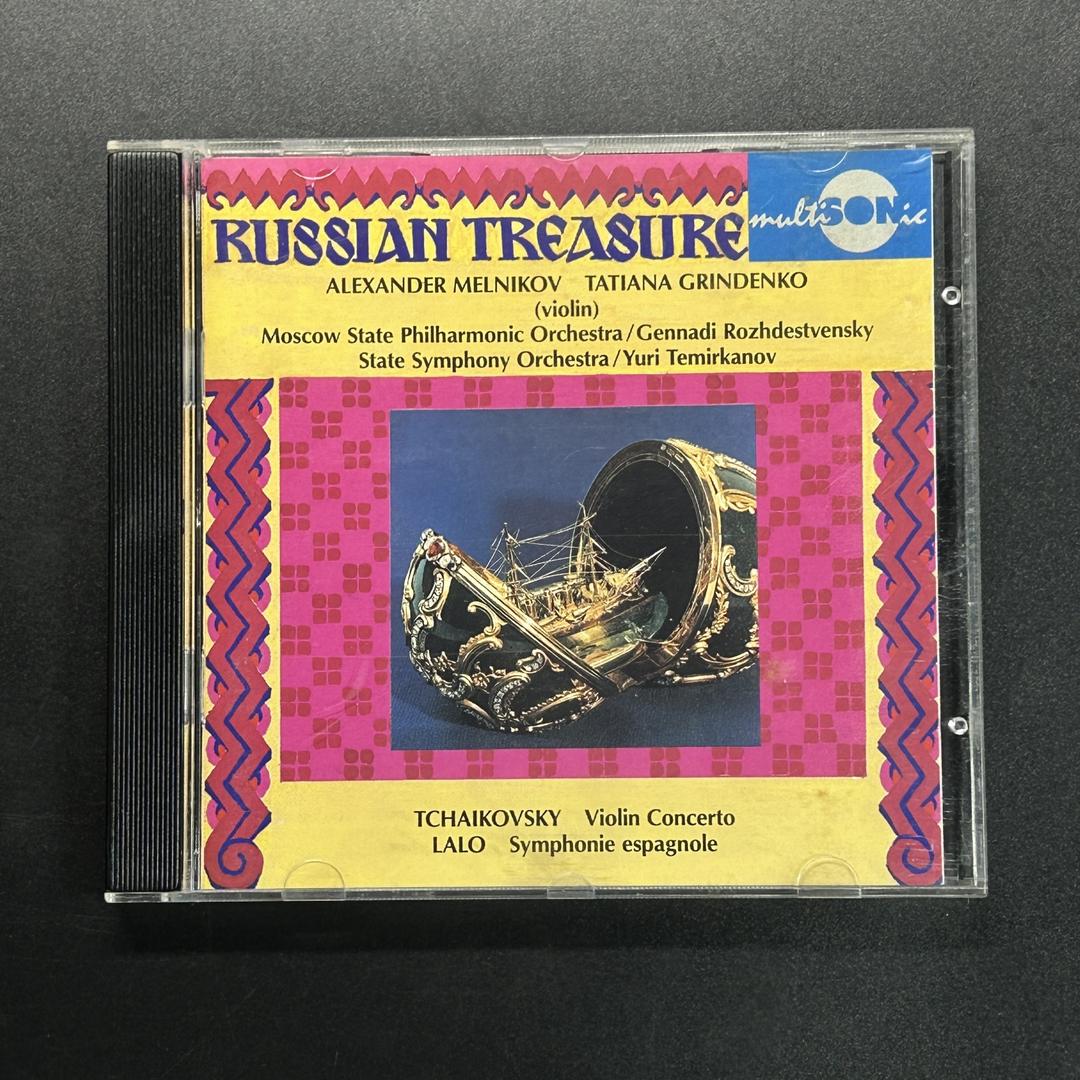 RUSSIAN TREASURE
multiSONic
ALEXANDER MELNIKOV TATIANA GRINDENKO
(violin)
Moscow State Philharmonic Orchestra/Gennadi Rozhdestvensky
State Symphony Orchestra/Yuri Temirkanov
TCHAIKOVSKY Violin Concerto
LALO Symphonie espagnole